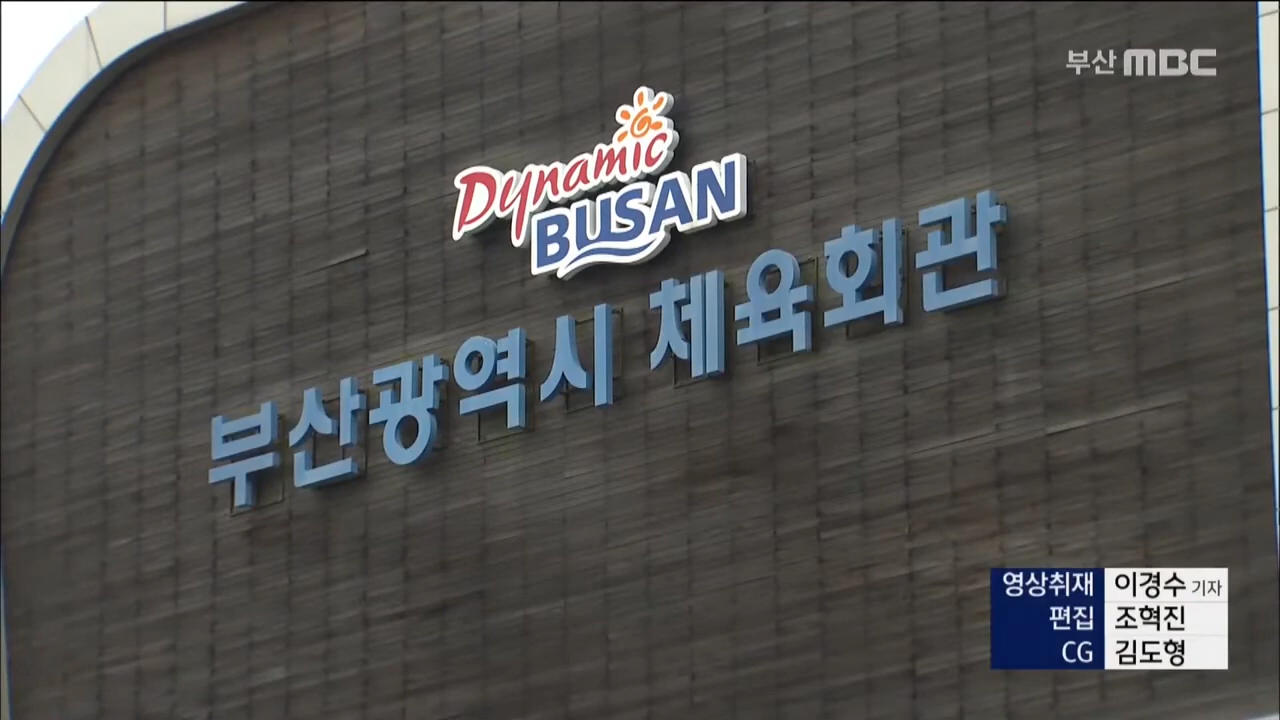 부산 MBC
Dynamic
BUSAN
부산광역시 체육회관
영상취재 이경수 기자
편집 조혁진
CG 김도형